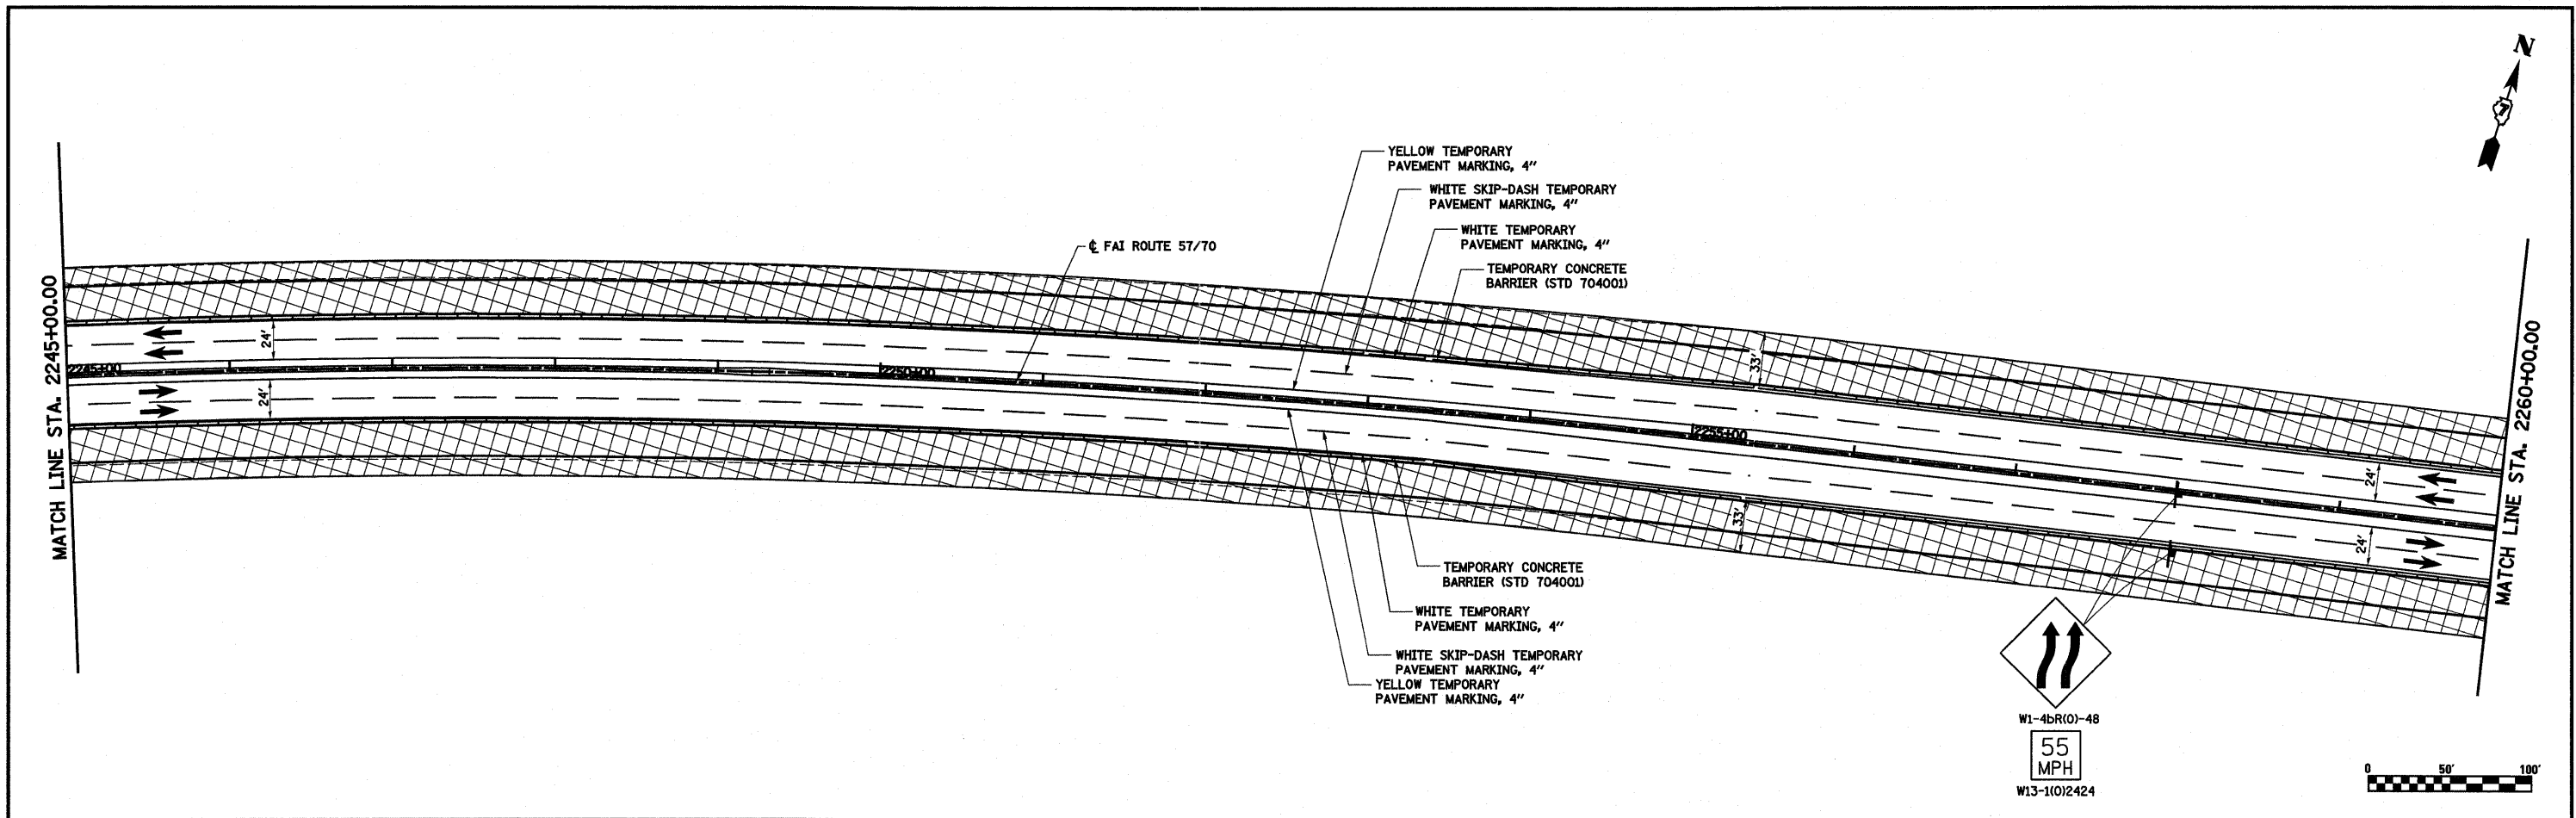 N
7
YELLOW TEMPORARY
PAVEMENT MARKING, 4"
WHITE SKIP-DASH TEMPORARY
PAVEMENT MARKING, 4"
WHITE TEMPORARY
PAVEMENT MARKING, 4"
TEMPORARY CONCRETE
BARRIER (STD 704001)
℄ FAI ROUTE 57/70
MATCH LINE STA. 2245+00.00
MATCH LINE STA. 2260+00.00
24'
24'
2245+00
2250+00
2255+00
33'
33'
24'
24'
TEMPORARY CONCRETE
BARRIER (STD 704001)
WHITE TEMPORARY
PAVEMENT MARKING, 4"
WHITE SKIP-DASH TEMPORARY
PAVEMENT MARKING, 4"
YELLOW TEMPORARY
PAVEMENT MARKING, 4"
W1-4bR(O)-48
55
MPH
W13-1(O)2424
0 50' 100'